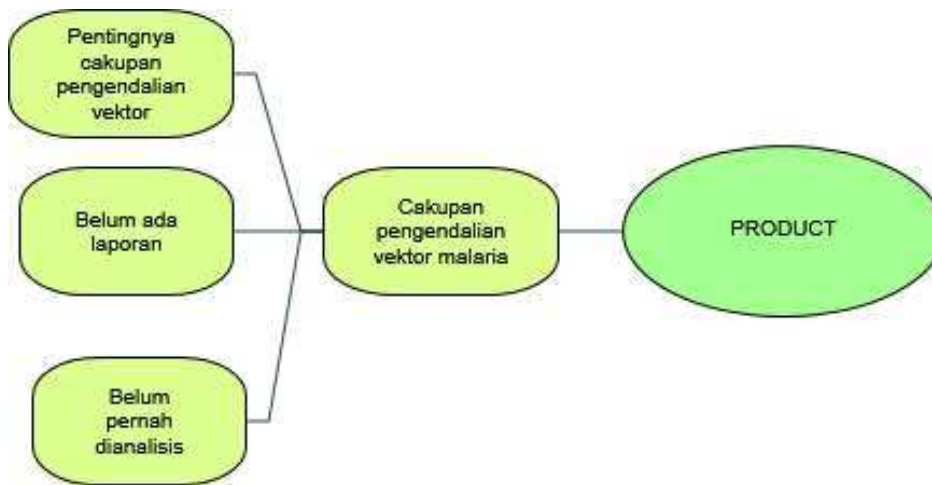 Pentingnya
cakupan
pengendalian
vektor
Belum ada
laporan
Belum
pernah
dianalisis
Cakupan
pengendalian
vektor malaria
PRODUCT